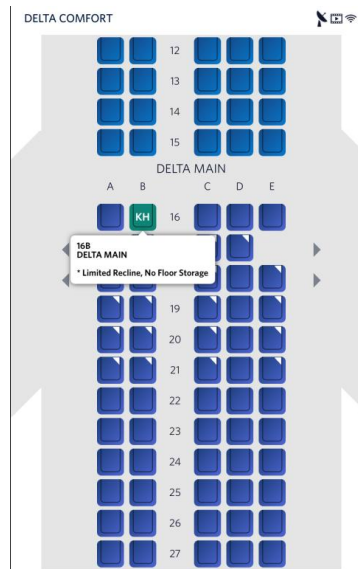 DELTA COMFORT
12
13
14
15
DELTA MAIN
A B C D E
KH 16
16B
DELTA MAIN
* Limited Recline, No Floor Storage
19
20
21
22
23
24
25
26
27